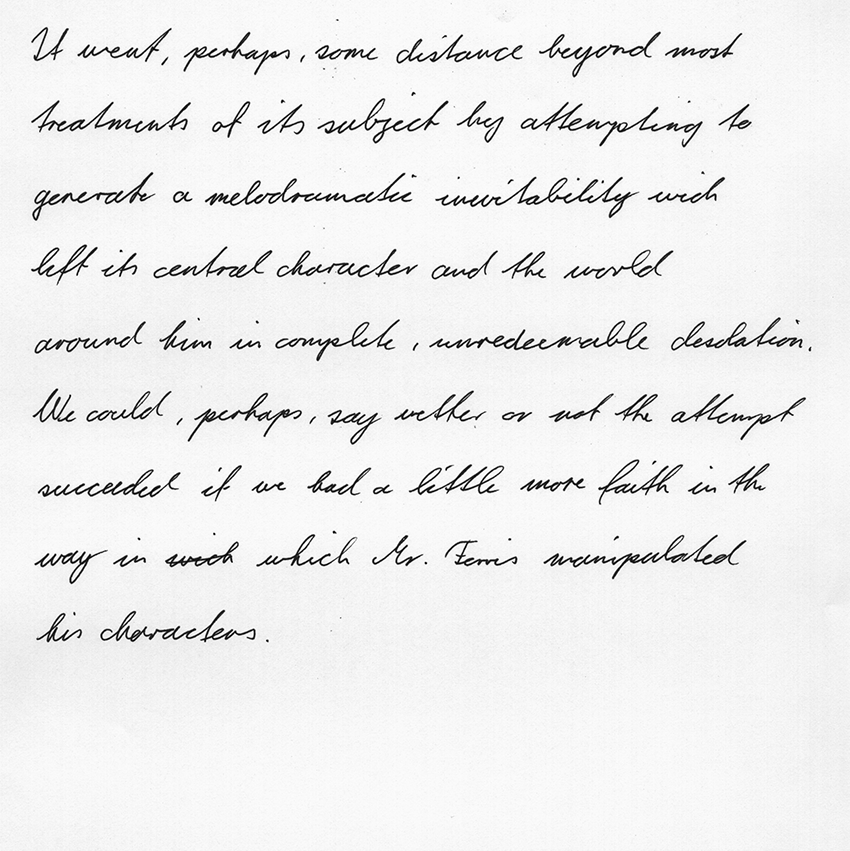 It went, perhaps, some distance beyond most
treatments of its subject by attempting to
generate a melodramatic inevitability wich
left its central character and the world
around him in complete, unredeemable desolation.
We could, perhaps, say wether or not the attempt
succeeded if we had a little more faith in the
way in wich which Mr. Ferris manipulated
his characters.